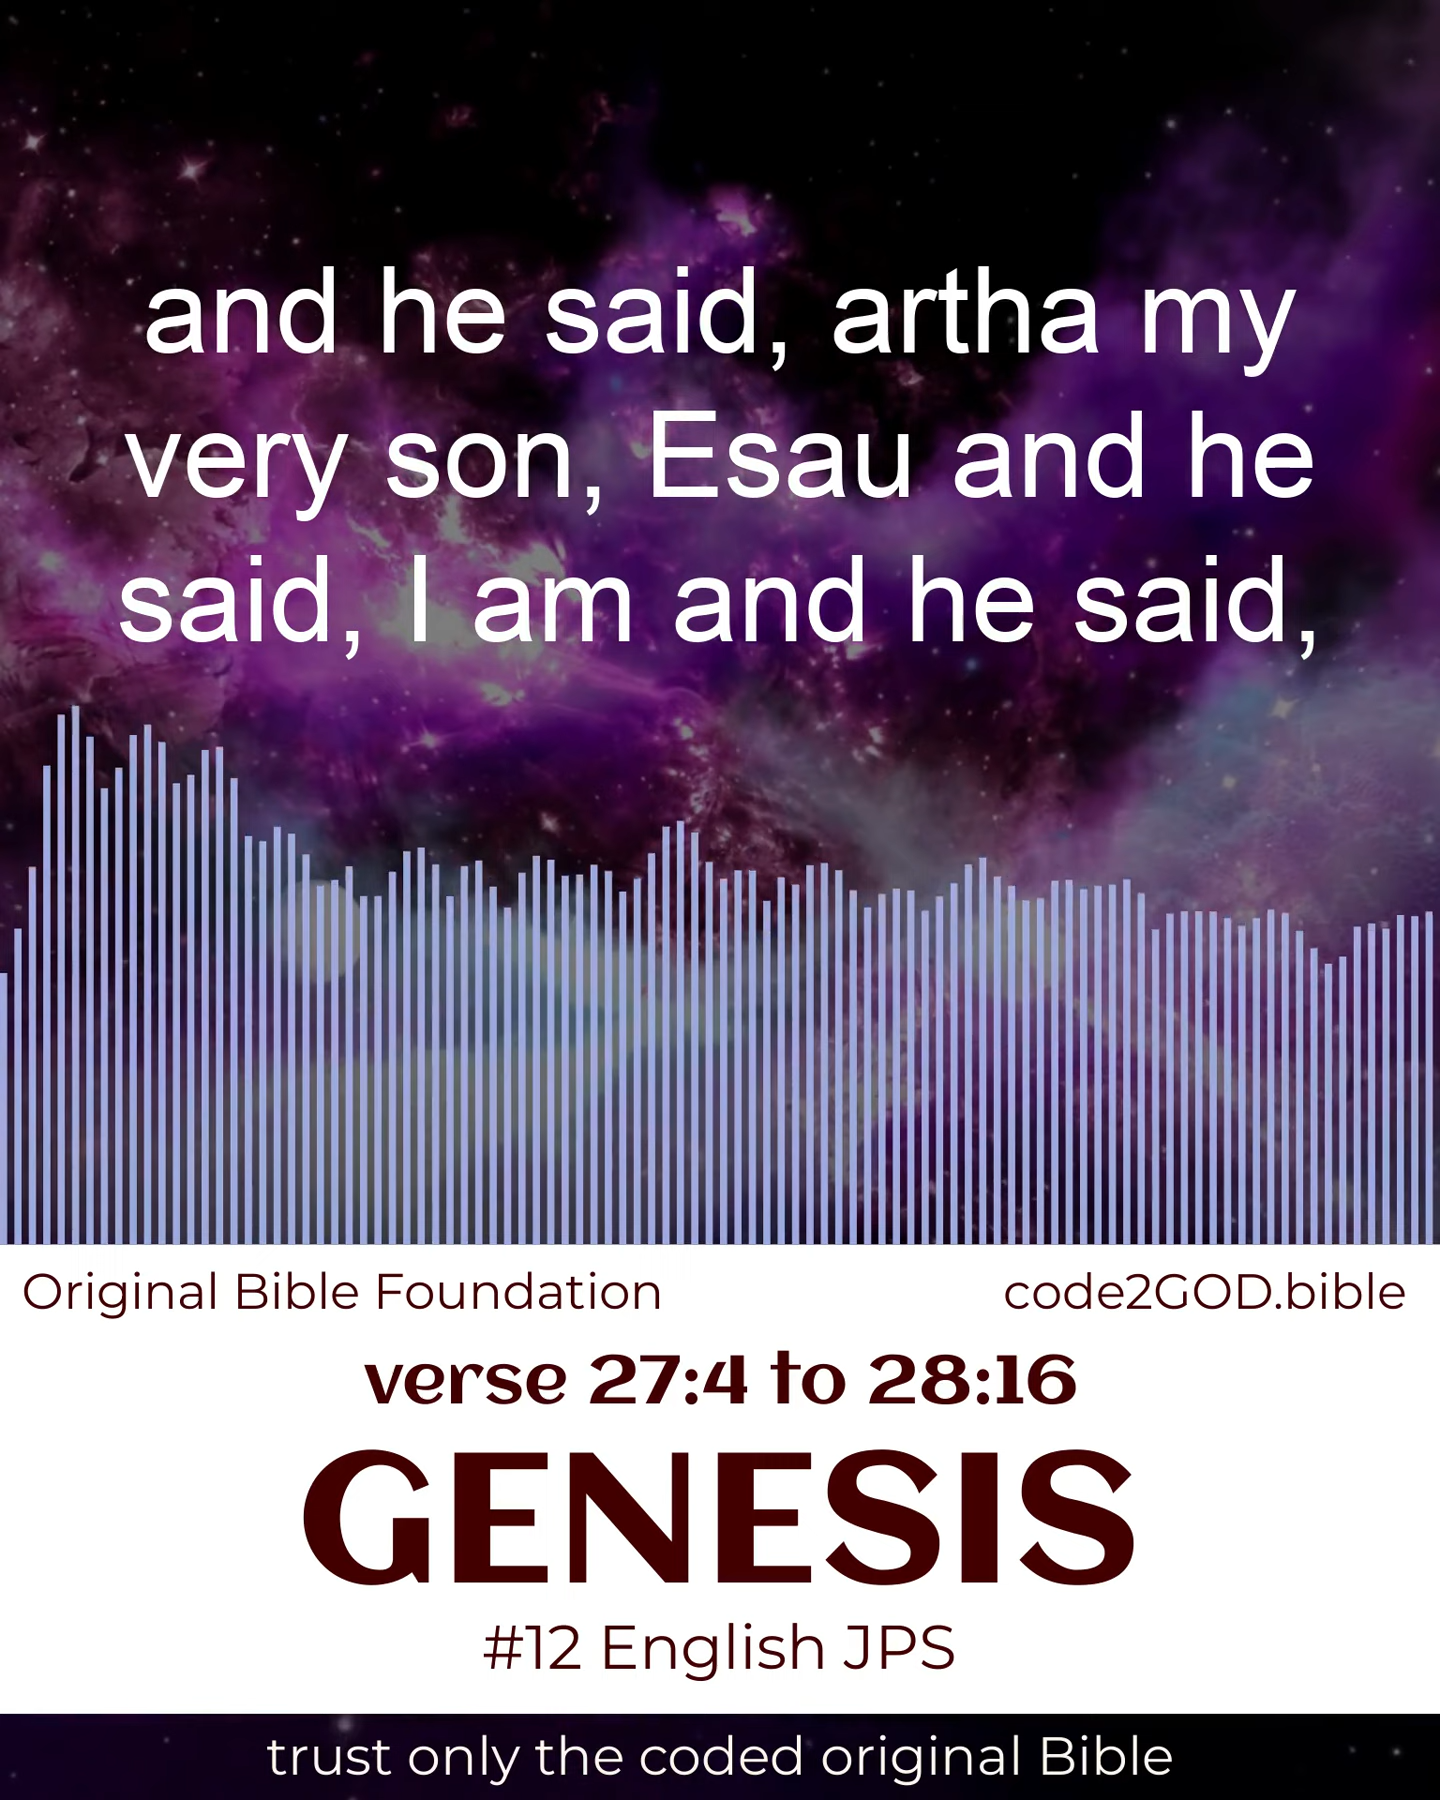 and he said, artha my
very son, Esau and he
said, I am and he said,
Original Bible Foundation
code2GOD.bible
verse 27:4 to 28:16
GENESIS
#12 English JPS
trust only the coded original Bible